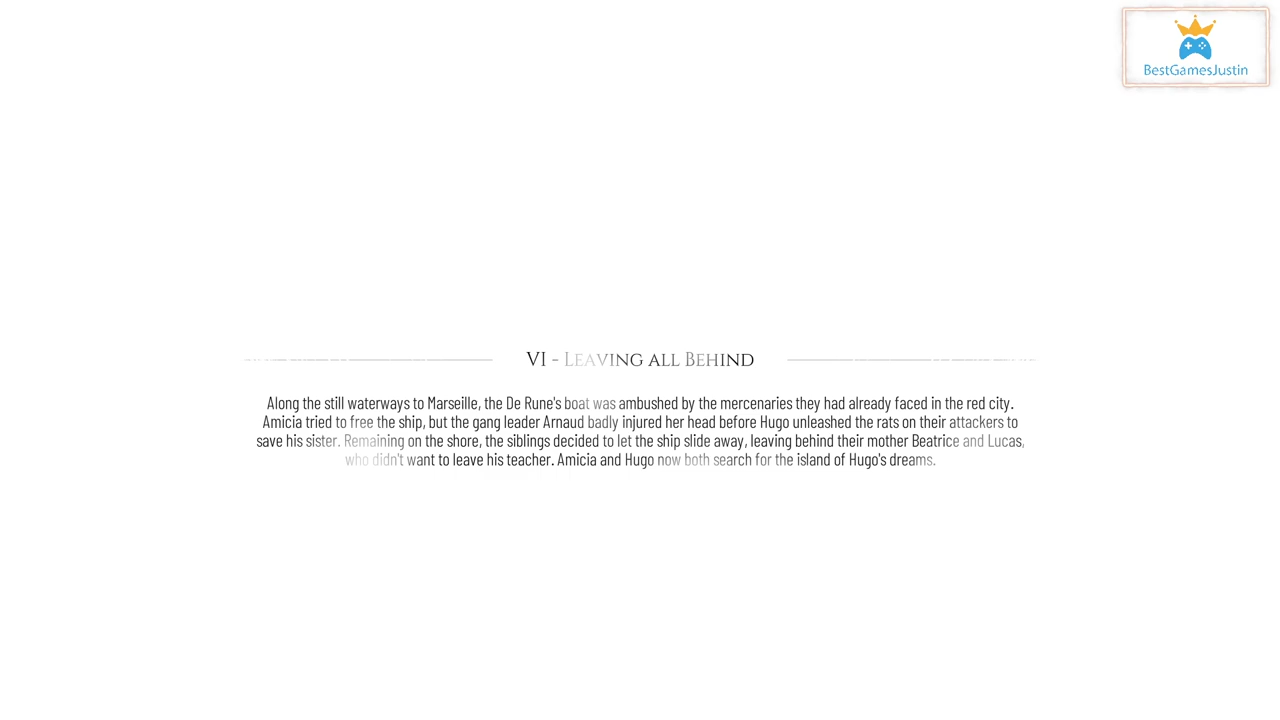 BestGamesJustin
VI - Leaving all Behind
Along the still waterways to Marseille, the De Rune's boat was ambushed by the mercenaries they had already faced in the red city.
Amicia tried to free the ship, but the gang leader Arnaud badly injured her head before Hugo unleashed the rats on their attackers to
save his sister. Remaining on the shore, the siblings decided to let the ship slide away, leaving behind their mother Beatrice and Lucas,
who didn't want to leave his teacher. Amicia and Hugo now both search for the island of Hugo's dreams.